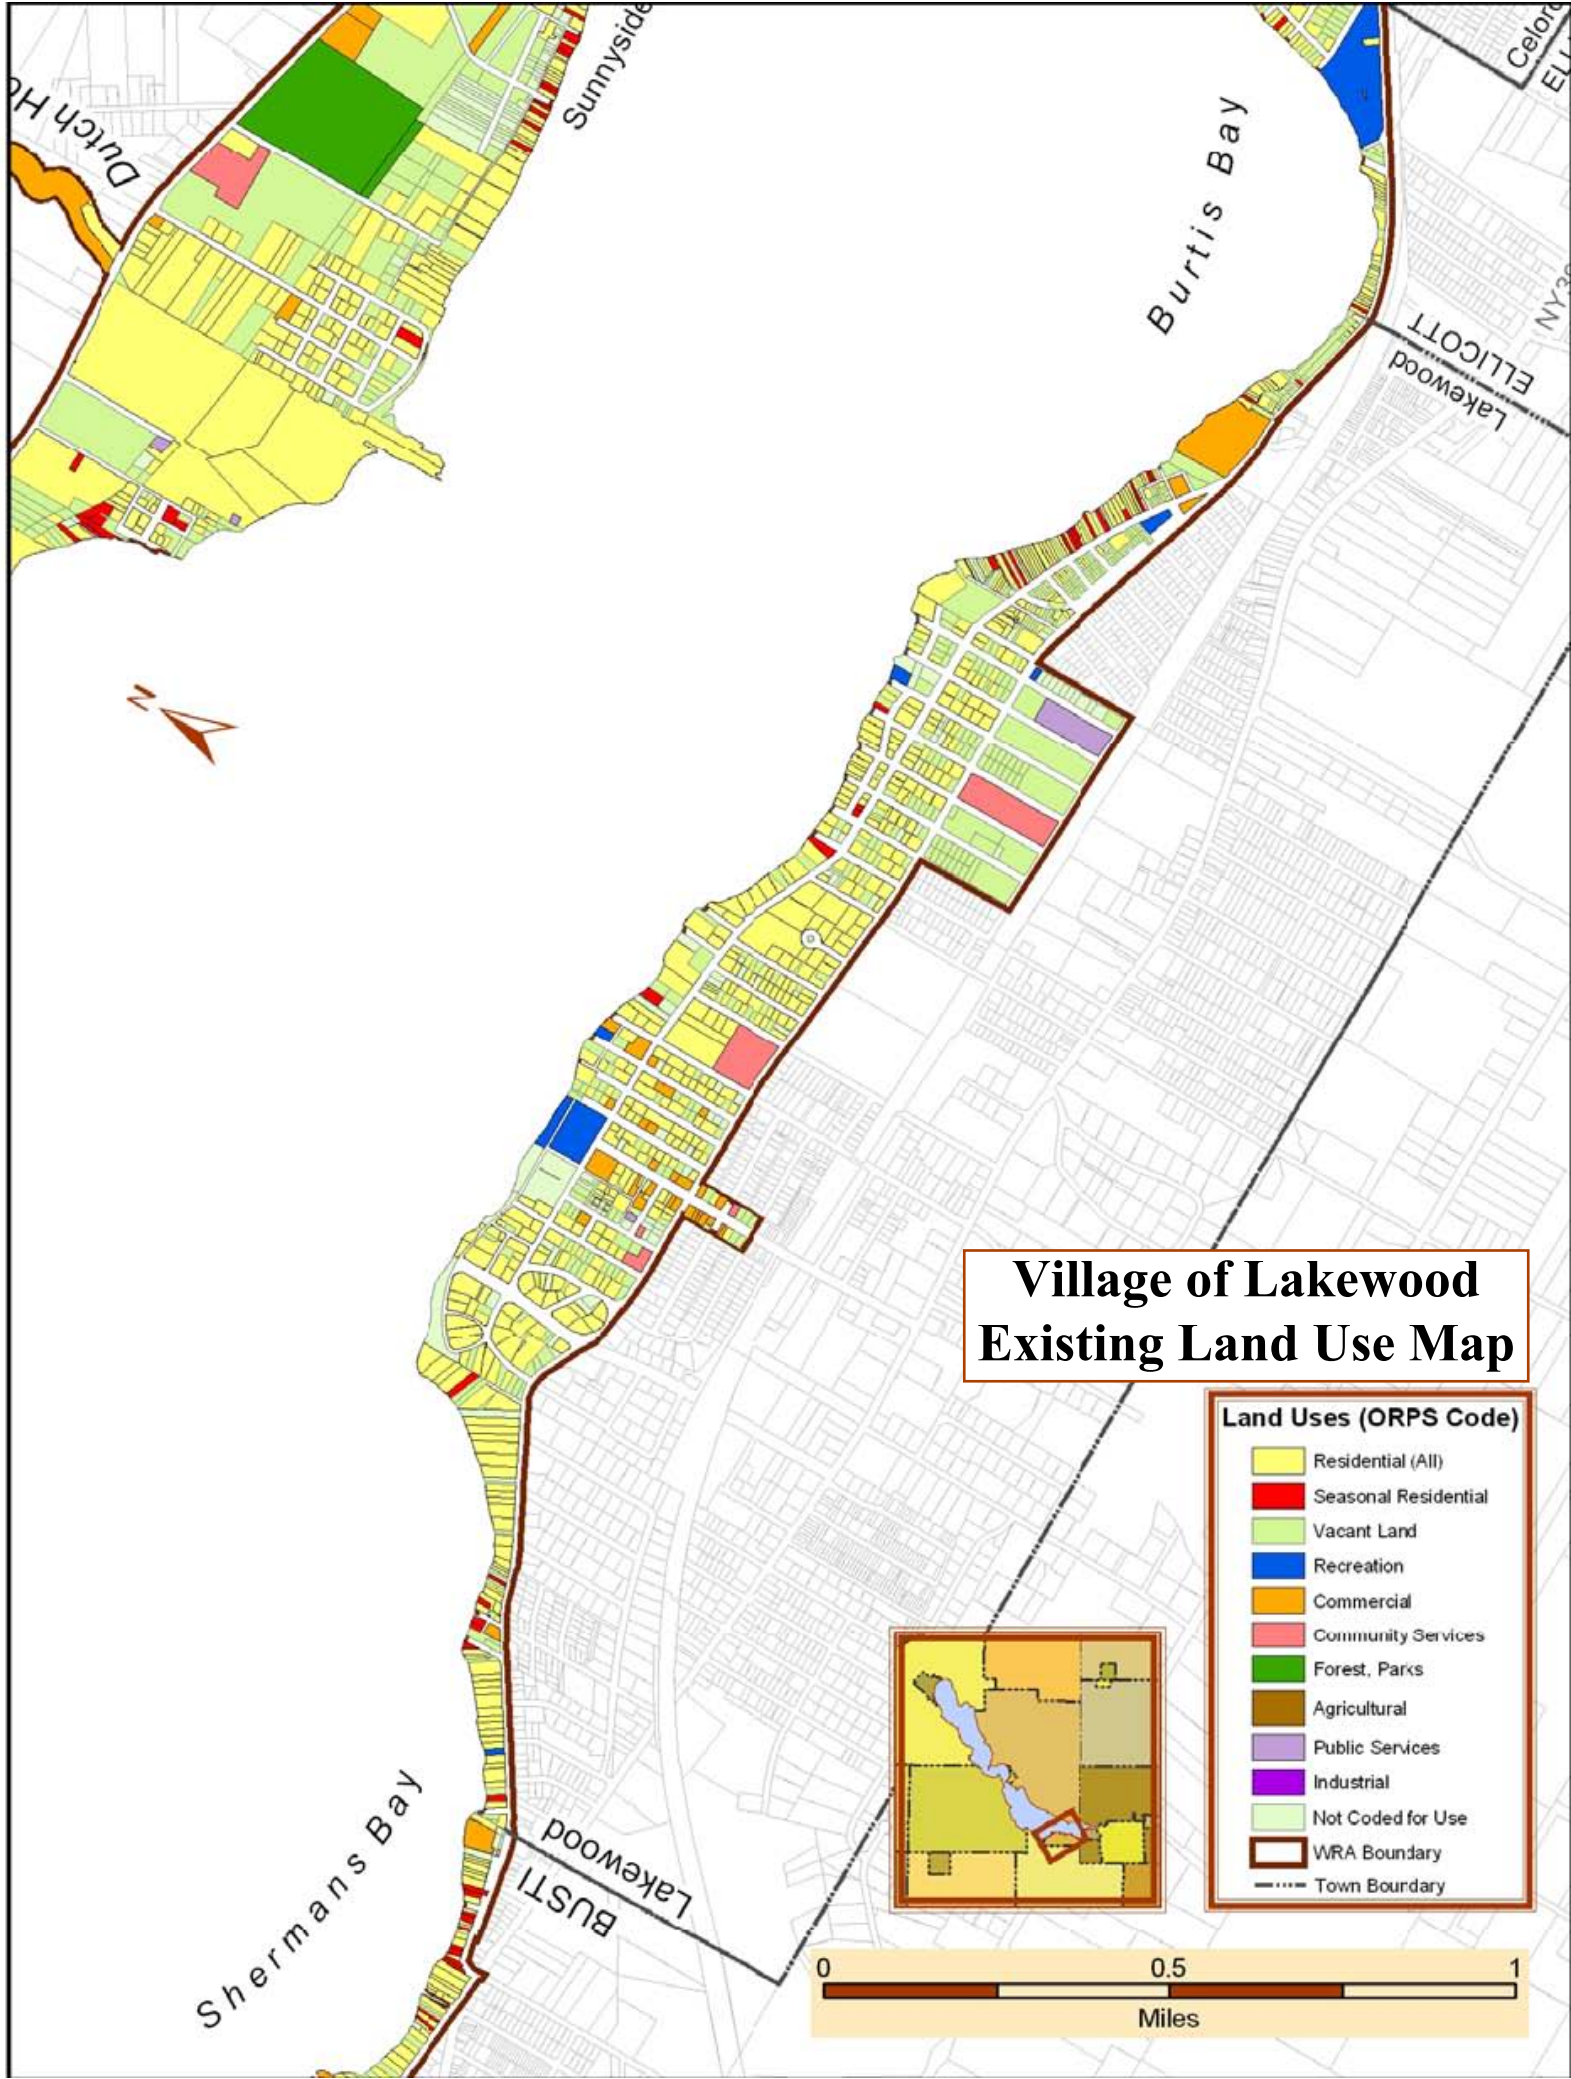 Sunnyside
Burtis Bay
ELLICOTT
Lakewood
N
Village of Lakewood
Existing Land Use Map
Land Uses (ORPS Code)
Residential (All)
Seasonal Residential
Vacant Land
Recreation
Commercial
Community Services
Forest, Parks
Agricultural
Public Services
Industrial
Not Coded for Use
WRA Boundary
Town Boundary
Lakewood
BUSTI
Shermans Bay
0 0.5 1
Miles